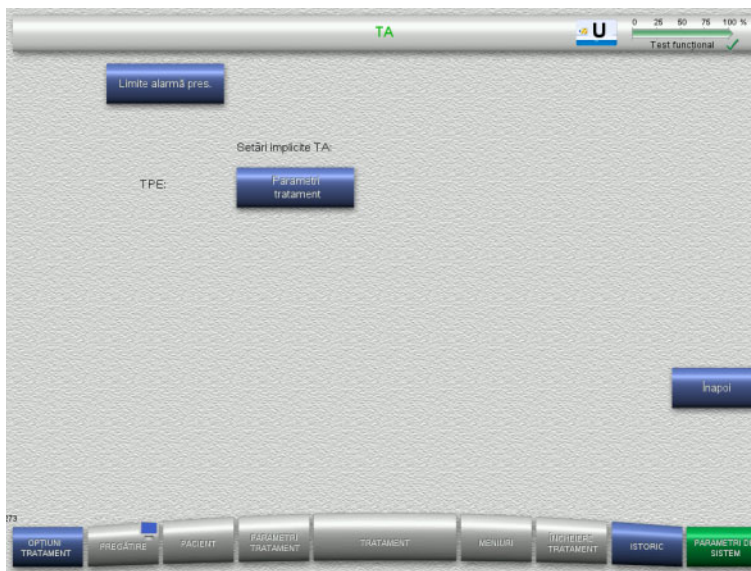 TA
U
0 25 50 75 100 %
Test funcțional
Limite alarmă pres.
Setări implicite TA:
TPE:
Parametri
tratament
Înapoi
273
OPȚIUNI
TRATAMENT
PREGĂTIRE
PACIENT
PARAMETRI
TRATAMENT
TRATAMENT
MENIURI
ÎNCHEIERE
TRATAMENT
ISTORIC
PARAMETRI DE
SISTEM